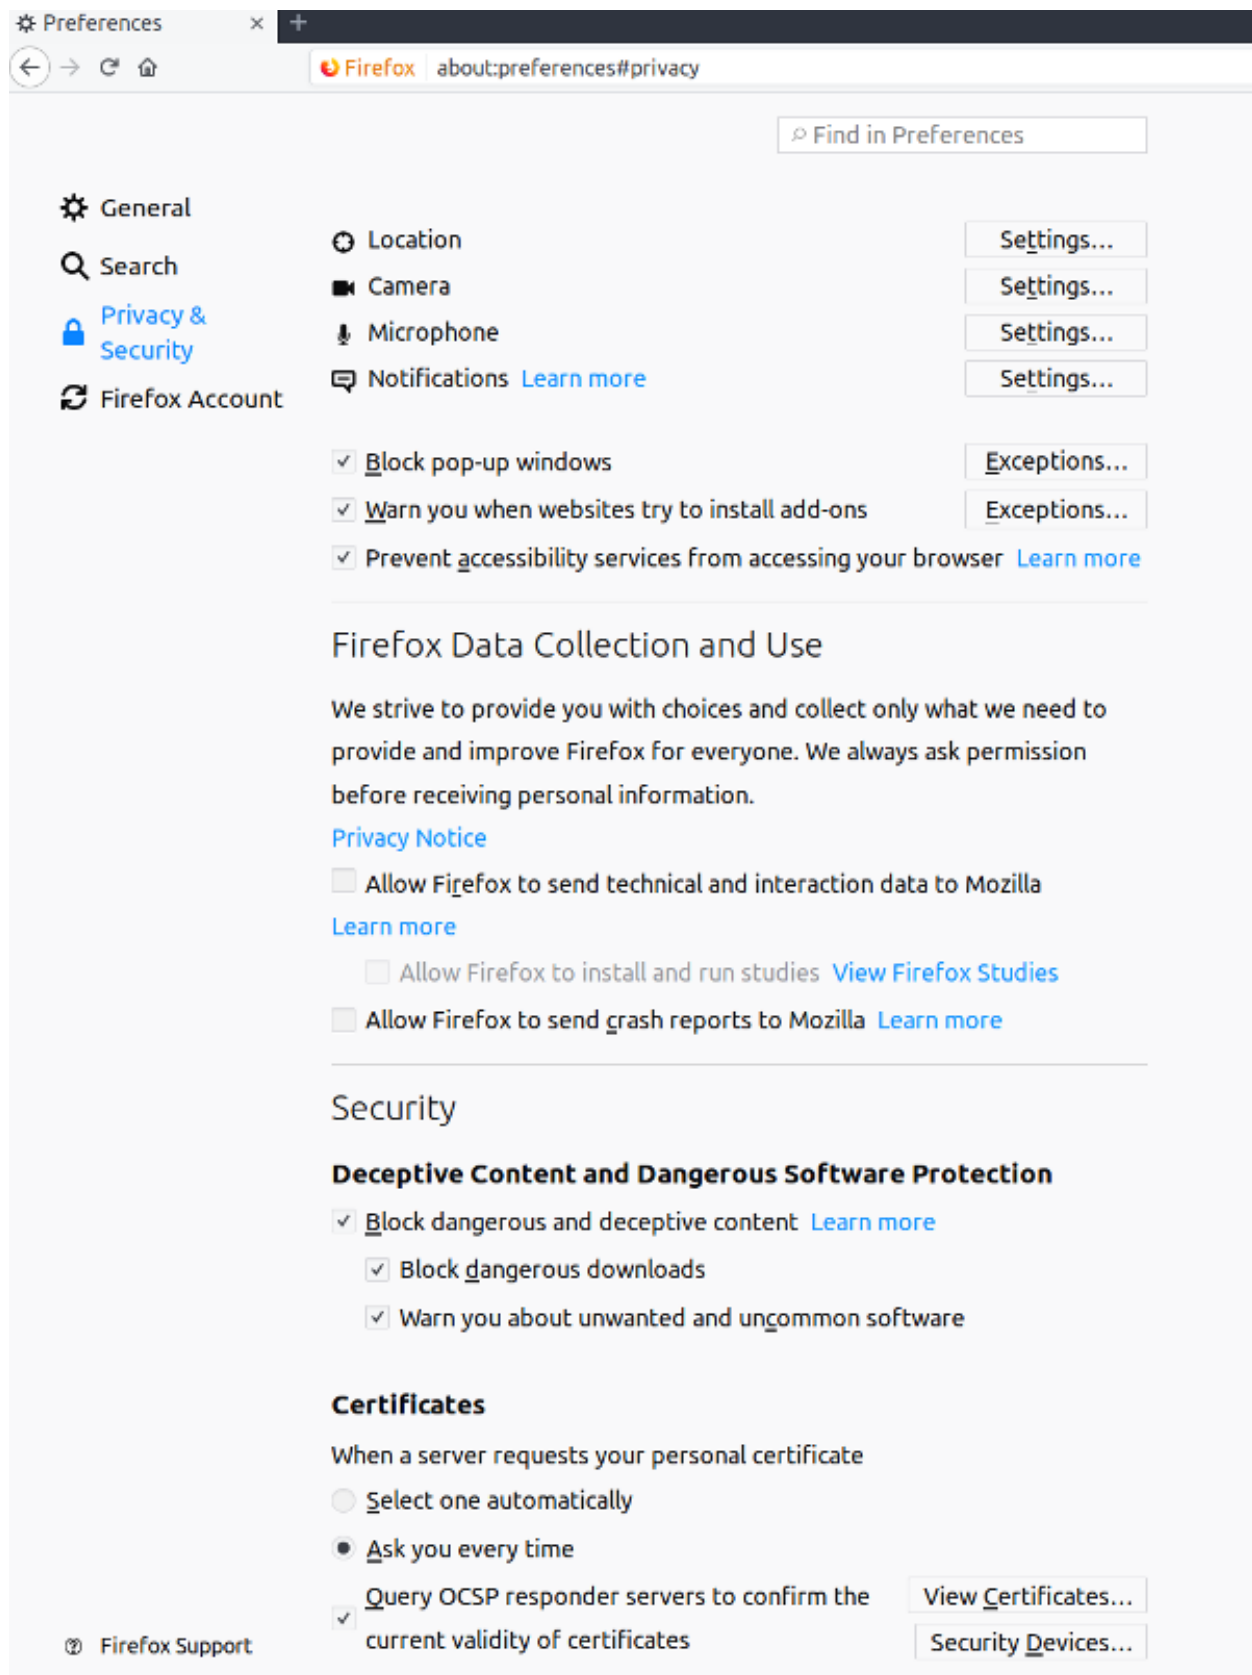 Preferences
Firefox about:preferences#privacy
Find in Preferences
General
Search
Privacy &
Security
Firefox Account
Location Settings...
Camera Settings...
Microphone Settings...
Notifications Learn more Settings...
Block pop-up windows Exceptions...
Warn you when websites try to install add-ons Exceptions...
Prevent accessibility services from accessing your browser Learn more
Firefox Data Collection and Use
We strive to provide you with choices and collect only what we need to
provide and improve Firefox for everyone. We always ask permission
before receiving personal information.
Privacy Notice
Allow Firefox to send technical and interaction data to Mozilla
Learn more
Allow Firefox to install and run studies View Firefox Studies
Allow Firefox to send crash reports to Mozilla Learn more
Security
Deceptive Content and Dangerous Software Protection
Block dangerous and deceptive content Learn more
Block dangerous downloads
Warn you about unwanted and uncommon software
Certificates
When a server requests your personal certificate
Select one automatically
Ask you every time
Query OCSP responder servers to confirm the View Certificates...
current validity of certificates Security Devices...
Firefox Support